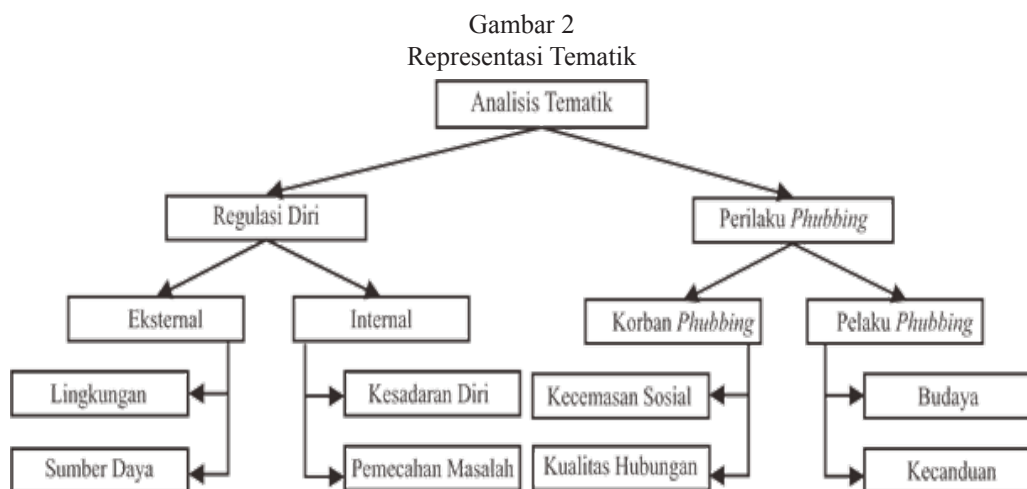 Gambar 2
Representasi Tematik
Analisis Tematik
Regulasi Diri
Perilaku Phubbing
Eksternal
Internal
Korban Phubbing
Pelaku Phubbing
Lingkungan
Kesadaran Diri
Kecemasan Sosial
Budaya
Sumber Daya
Pemecahan Masalah
Kualitas Hubungan
Kecanduan